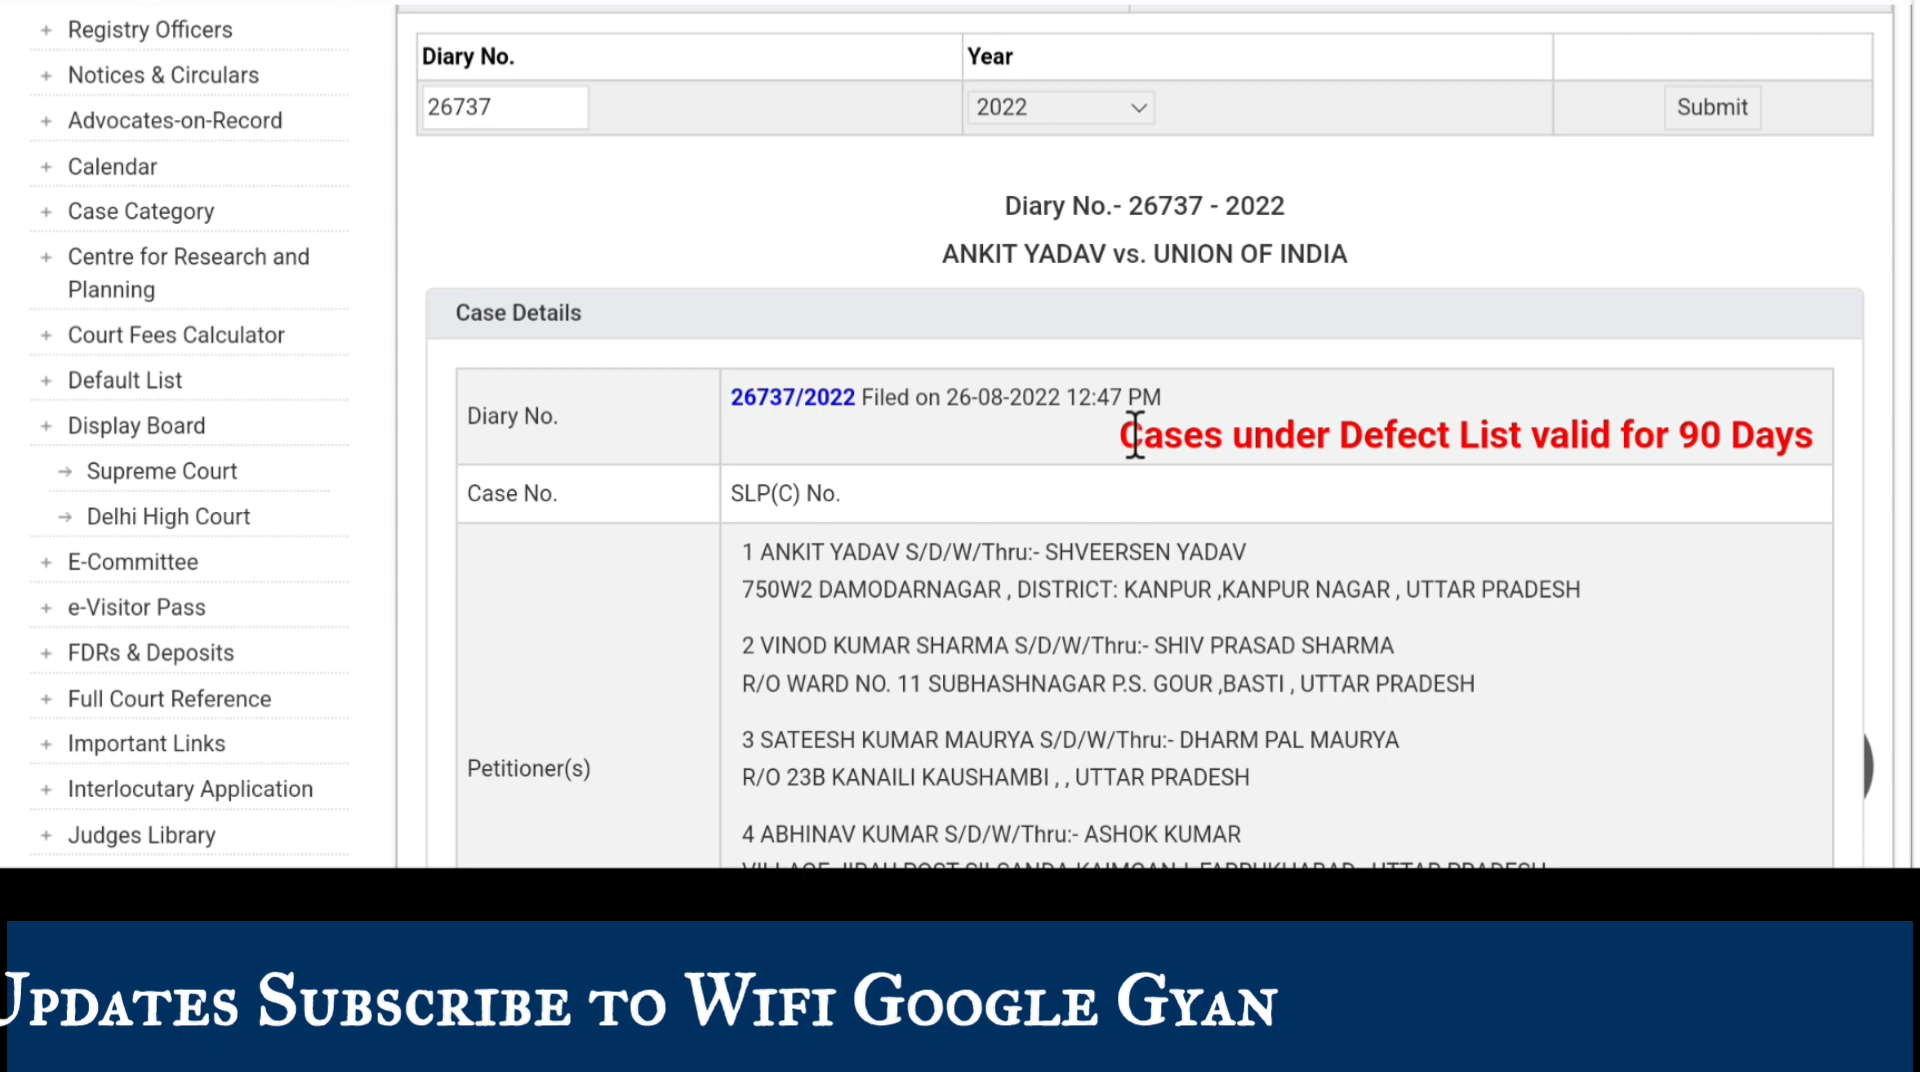 Registry Officers
Notices & Circulars
Advocates-on-Record
Calendar
Case Category
Centre for Research and
Planning
Court Fees Calculator
Default List
Display Board
Supreme Court
Delhi High Court
E-Committee
e-Visitor Pass
FDRs & Deposits
Full Court Reference
Important Links
Interlocutary Application
Judges Library
Diary No. Year
26737 2022 Submit
Diary No.- 26737 - 2022
ANKIT YADAV vs. UNION OF INDIA
Case Details
Diary No. 26737/2022 Filed on 26-08-2022 12:47 PM
Cases under Defect List valid for 90 Days
Case No. SLP(C) No.
Petitioner(s)
1 ANKIT YADAV S/D/W/Thru:- SHVEERSEN YADAV
750W2 DAMODARNAGAR , DISTRICT: KANPUR ,KANPUR NAGAR , UTTAR PRADESH
2 VINOD KUMAR SHARMA S/D/W/Thru:- SHIV PRASAD SHARMA
R/O WARD NO. 11 SUBHASHNAGAR P.S. GOUR ,BASTI , UTTAR PRADESH
3 SATEESH KUMAR MAURYA S/D/W/Thru:- DHARM PAL MAURYA
R/O 23B KANAILI KAUSHAMBI , , UTTAR PRADESH
4 ABHINAV KUMAR S/D/W/Thru:- ASHOK KUMAR
UPDATES SUBSCRIBE TO WIFI GOOGLE GYAN